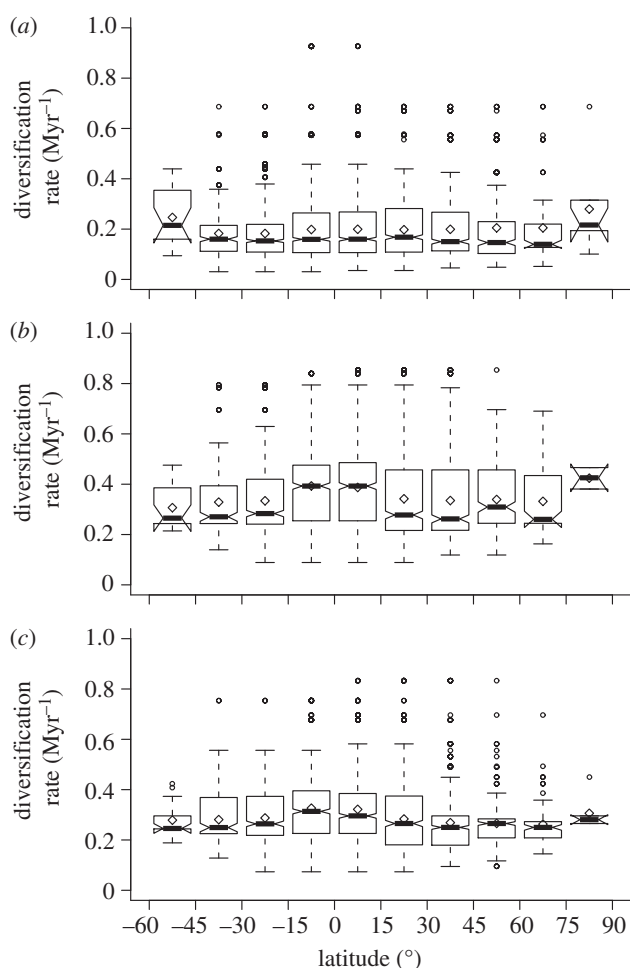 (a)
1.0
0.8
0.6
0.4
0.2
0
diversification
rate (Myr⁻¹)
(b)
1.0
0.8
0.6
0.4
0.2
0
diversification
rate (Myr⁻¹)
(c)
1.0
0.8
0.6
0.4
0.2
0
diversification
rate (Myr⁻¹)
−60 −45 −30 −15 0 15 30 45 60 75 90
latitude (°)